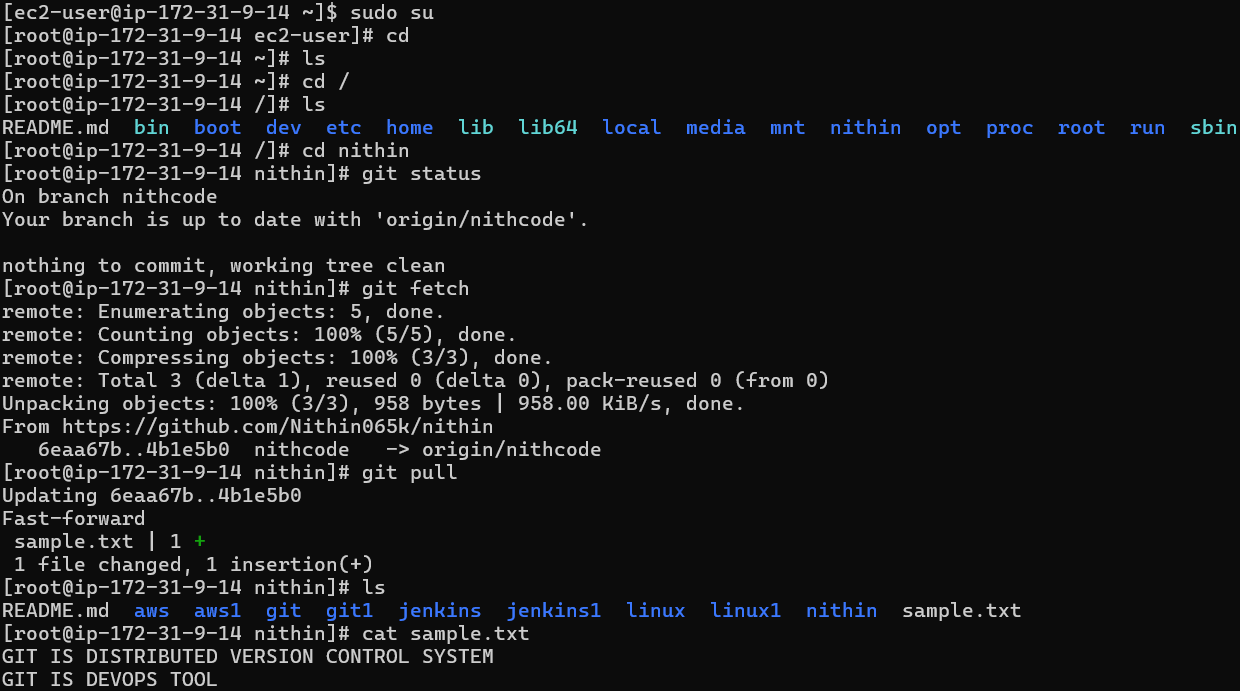 [ec2-user@ip-172-31-9-14 ~]$ sudo su
[root@ip-172-31-9-14 ec2-user]# cd
[root@ip-172-31-9-14 ~]# ls
[root@ip-172-31-9-14 ~]# cd /
[root@ip-172-31-9-14 /]# ls
README.md  bin  boot  dev  etc  home  lib  lib64  local  media  mnt  nithin  opt  proc  root  run  sbin
[root@ip-172-31-9-14 /]# cd nithin
[root@ip-172-31-9-14 nithin]# git status
On branch nithcode
Your branch is up to date with 'origin/nithcode'.

nothing to commit, working tree clean
[root@ip-172-31-9-14 nithin]# git fetch
remote: Enumerating objects: 5, done.
remote: Counting objects: 100% (5/5), done.
remote: Compressing objects: 100% (3/3), done.
remote: Total 3 (delta 1), reused 0 (delta 0), pack-reused 0 (from 0)
Unpacking objects: 100% (3/3), 958 bytes | 958.00 KiB/s, done.
From https://github.com/Nithin065k/nithin
   6eaa67b..4b1e5b0  nithcode   -> origin/nithcode
[root@ip-172-31-9-14 nithin]# git pull
Updating 6eaa67b..4b1e5b0
Fast-forward
 sample.txt | 1 +
 1 file changed, 1 insertion(+)
[root@ip-172-31-9-14 nithin]# ls
README.md  aws  aws1  git  git1  jenkins  jenkins1  linux  linux1  nithin  sample.txt
[root@ip-172-31-9-14 nithin]# cat sample.txt
GIT IS DISTRIBUTED VERSION CONTROL SYSTEM
GIT IS DEVOPS TOOL